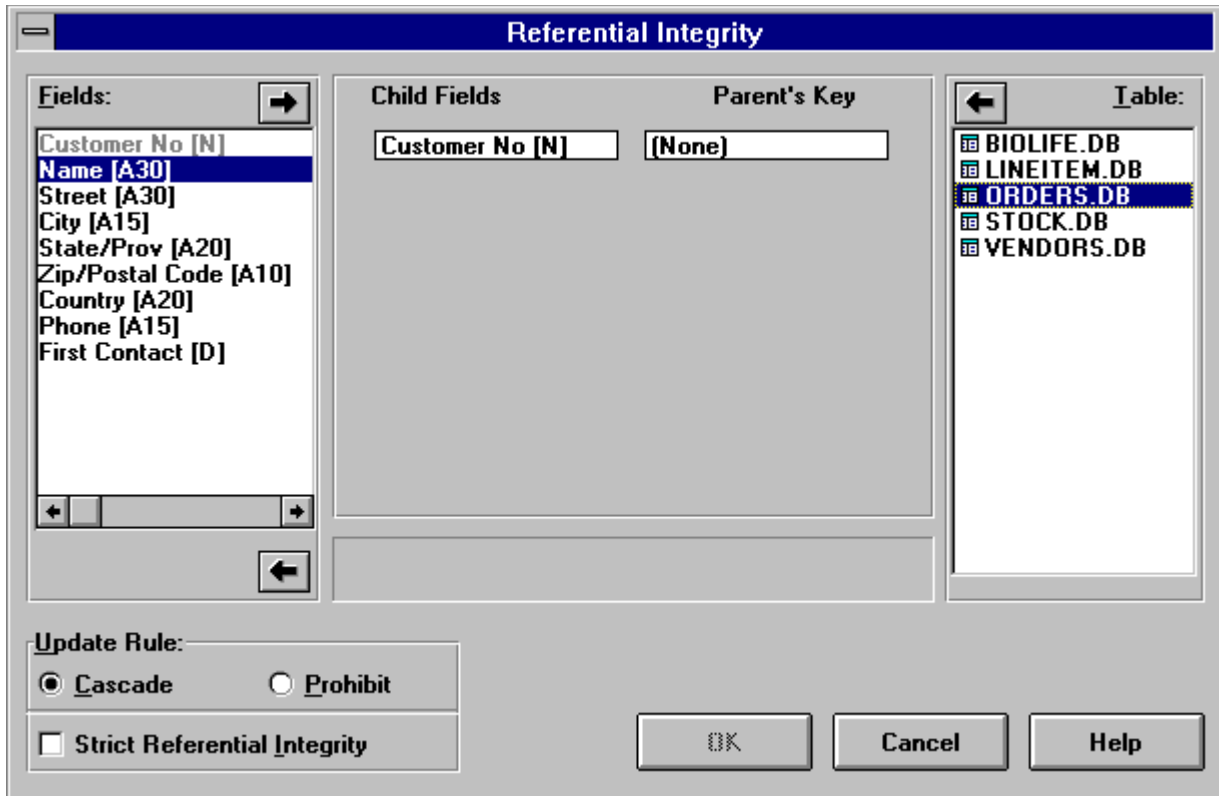 Referential Integrity
Fields:
Customer No [N]
Name [A30]
Street [A30]
City [A15]
State/Prov [A20]
Zip/Postal Code [A10]
Country [A20]
Phone [A15]
First Contact [D]
Child Fields
Parent's Key
Customer No [N]
(None)
Table:
BIOLIFE.DB
LINEITEM.DB
ORDERS.DB
STOCK.DB
VENDORS.DB
Update Rule:
Cascade
Prohibit
Strict Referential Integrity
OK
Cancel
Help